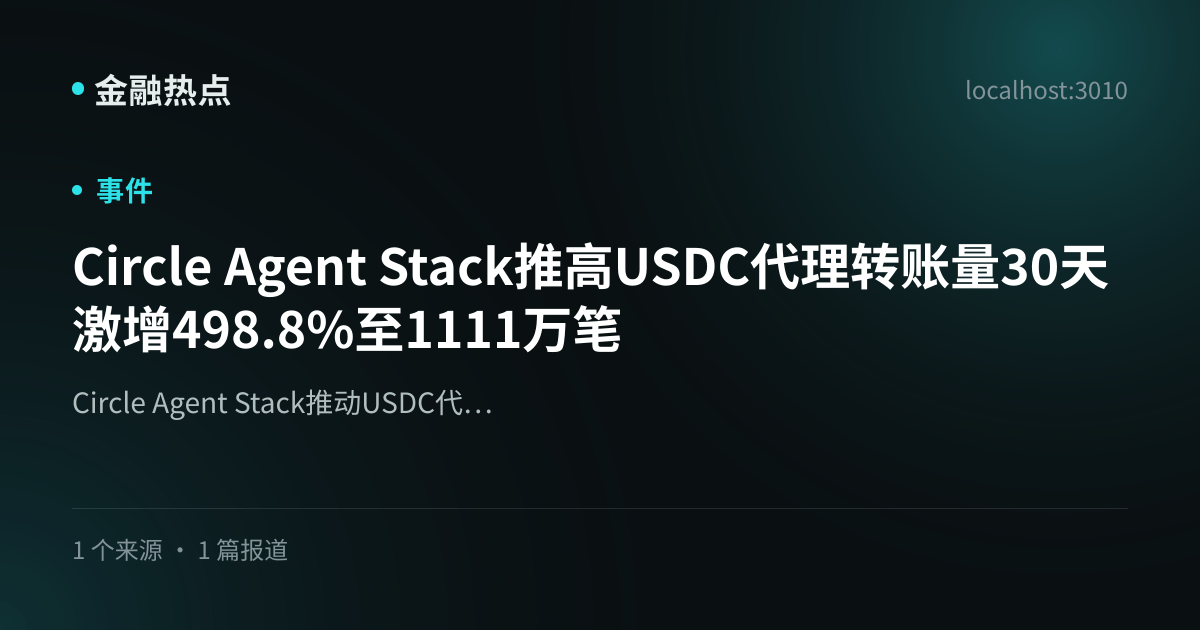 金融热点
localhost:3010
事件
Circle Agent Stack推高USDC代理转账量30天
激增498.8%至1111万笔
Circle Agent Stack推动USDC代…
1 个来源 · 1 篇报道